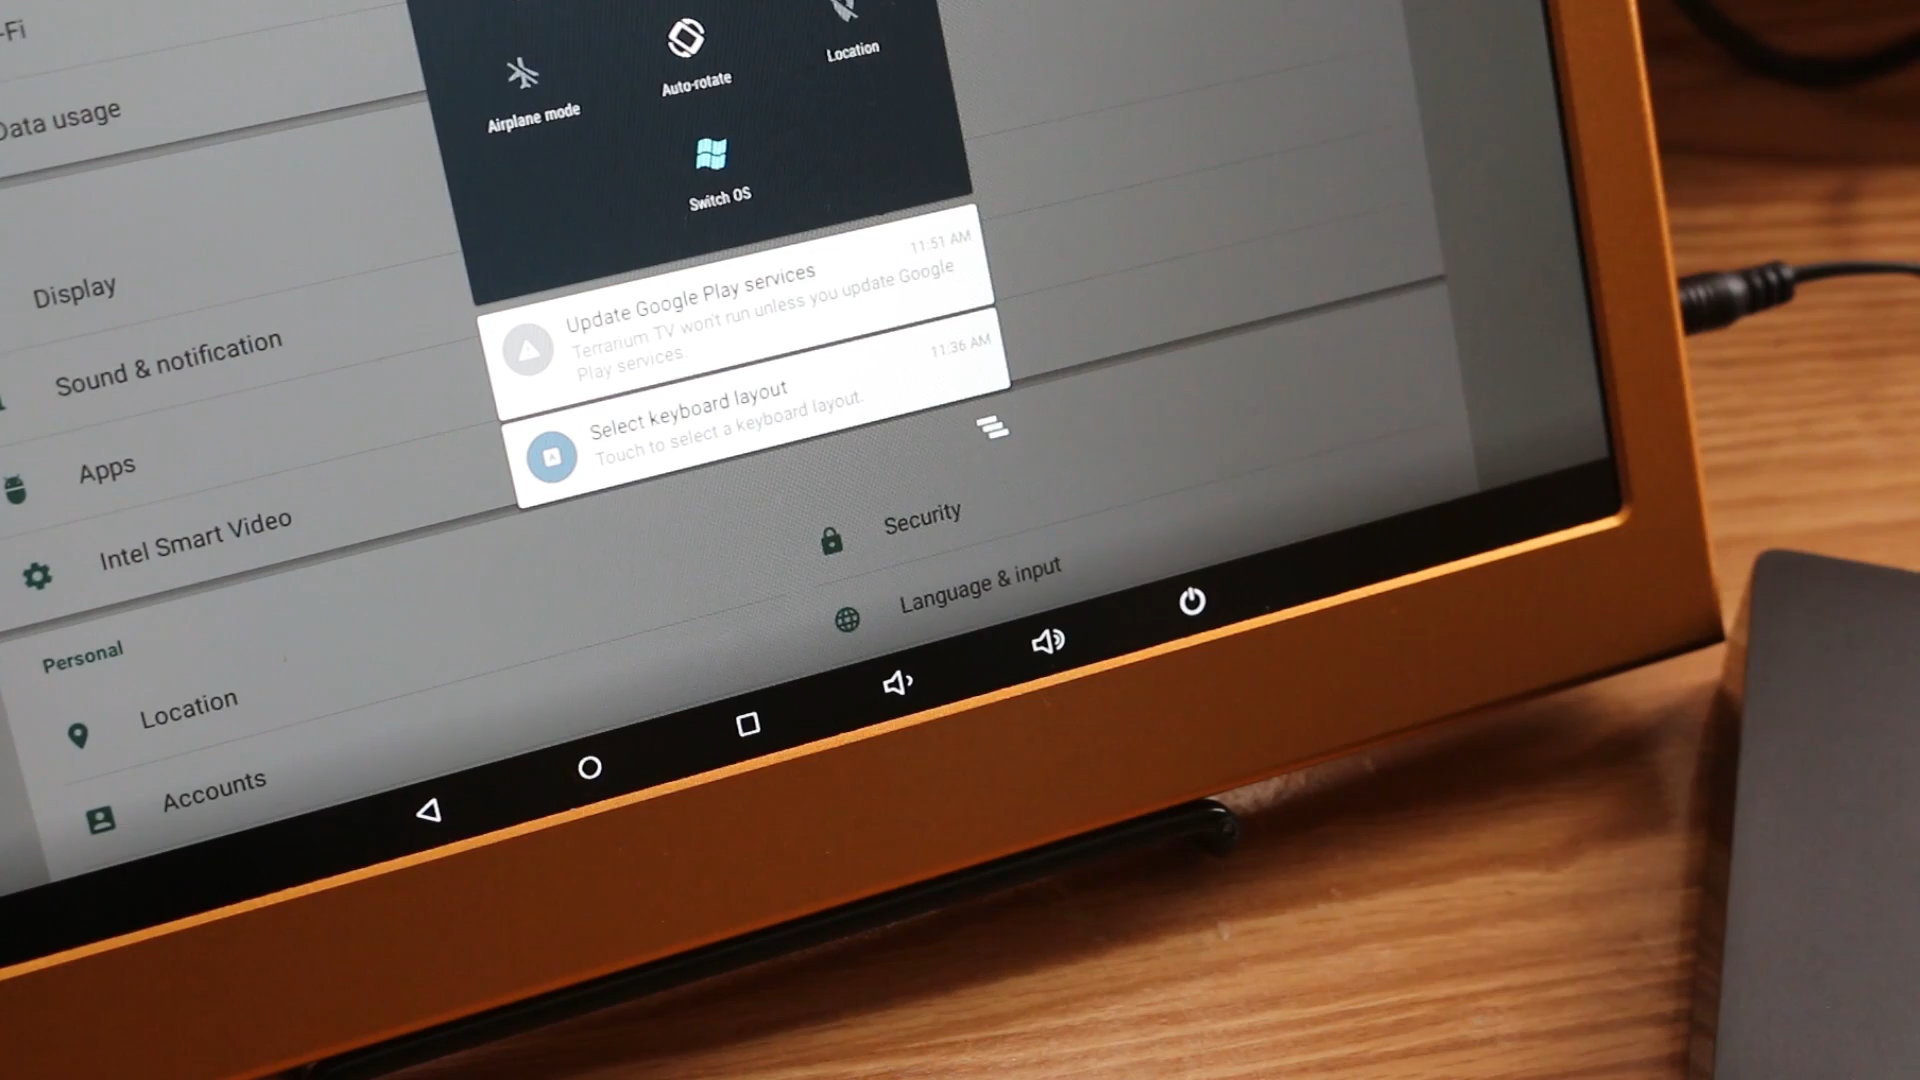 -Fi
Data usage
Airplane mode
Auto-rotate
Location
Switch OS
11:51 AM
Update Google Play services
Terrarium TV won't run unless you update Google
Play services.
11:36 AM
Select keyboard layout
Touch to select a keyboard layout.
Display
Sound & notification
Apps
Intel Smart Video
Personal
Location
Accounts
Security
Language & input